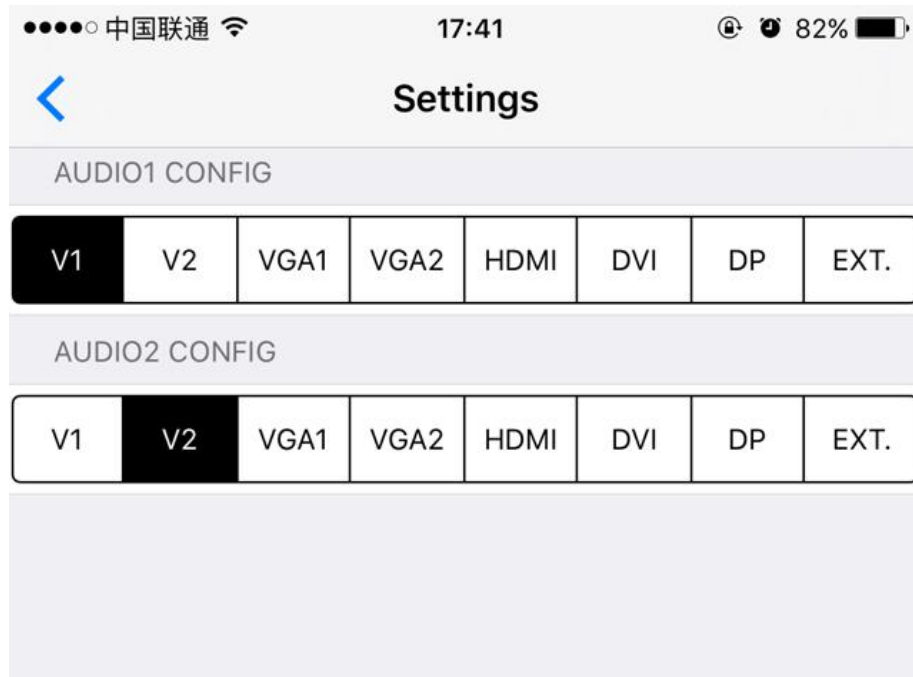 中国联通 17:41 82%
Settings
AUDIO1 CONFIG
V1 V2 VGA1 VGA2 HDMI DVI DP EXT.
AUDIO2 CONFIG
V1 V2 VGA1 VGA2 HDMI DVI DP EXT.